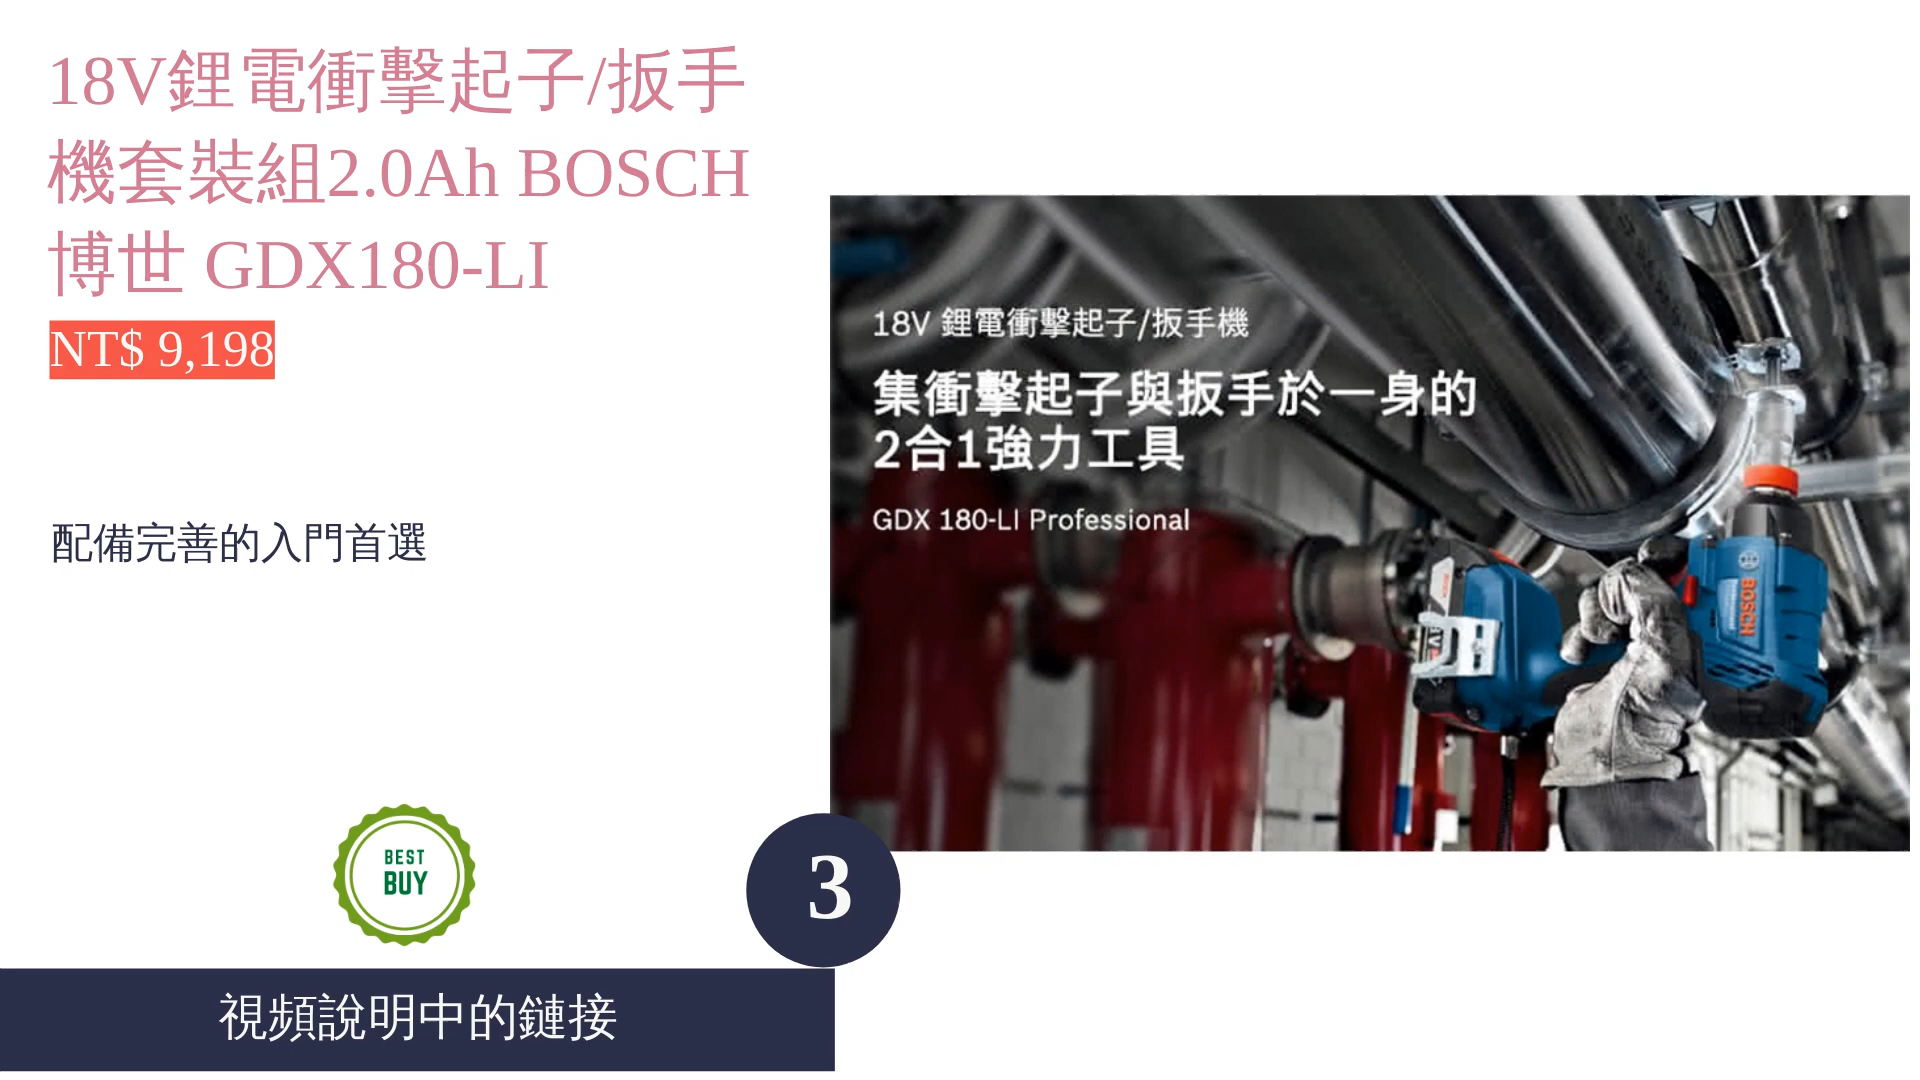 18V鋰電衝擊起子/扳手
機套裝組2.0Ah BOSCH
博世 GDX180-LI
NT$ 9,198
配備完善的入門首選
18V 鋰電衝擊起子/扳手機
集衝擊起子與扳手於一身的
2合1強力工具
GDX 180-LI Professional
BOSCH
BEST
BUY
3
視頻說明中的鏈接